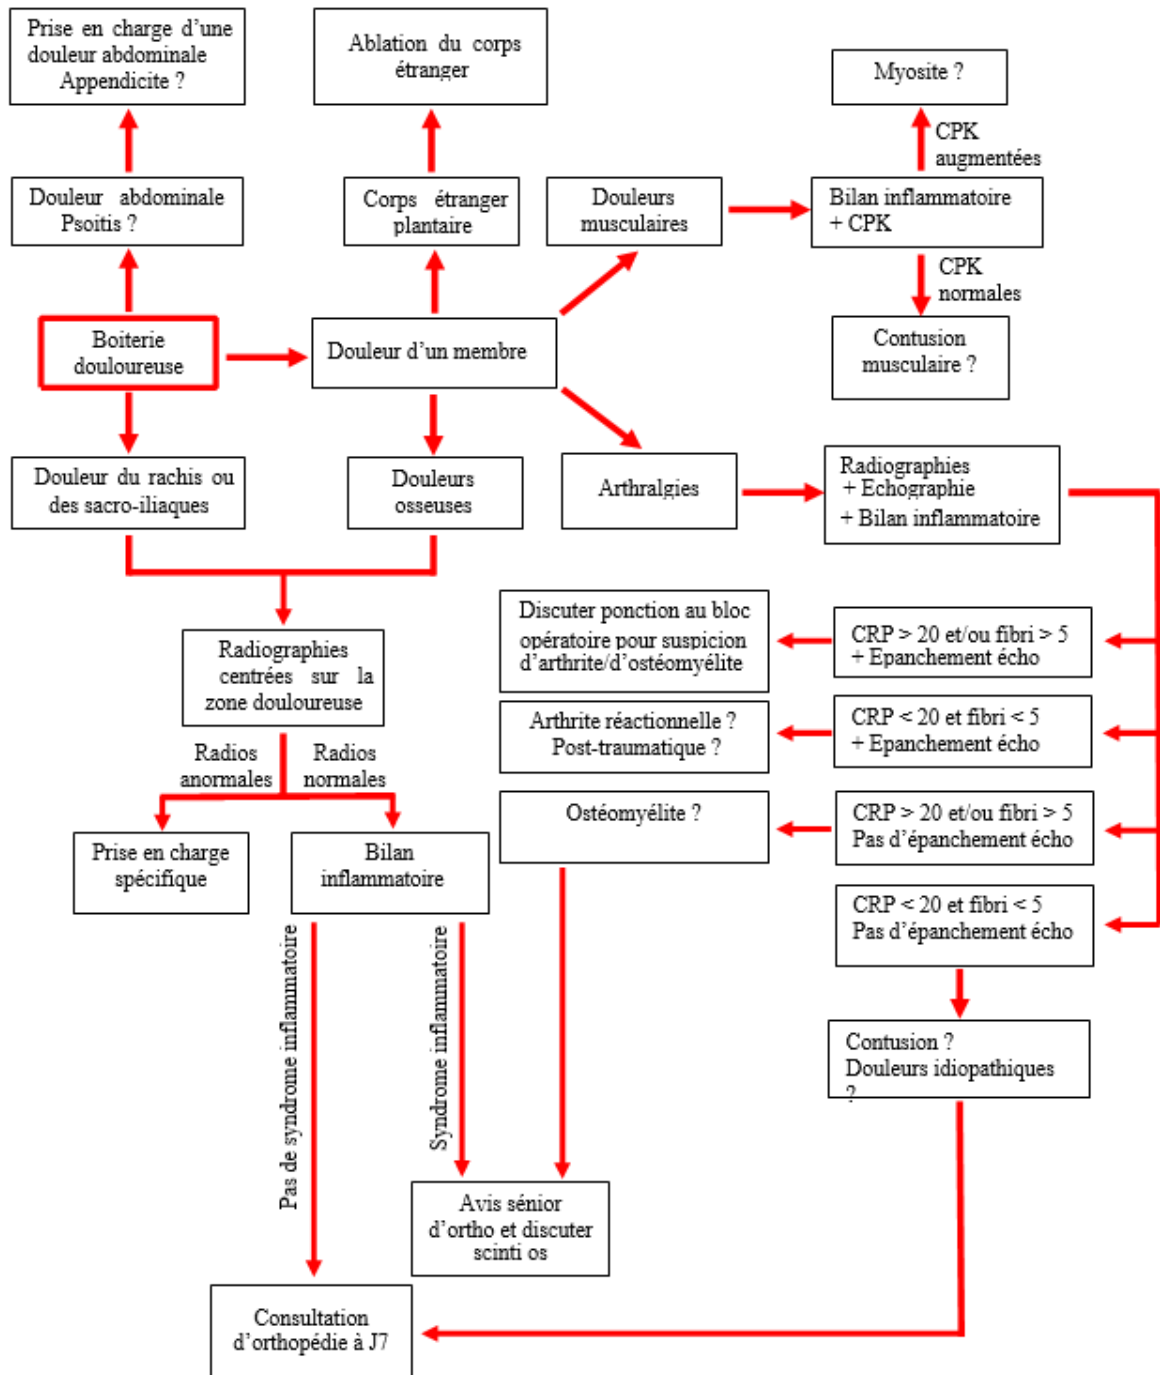 Prise en charge d'une
douleur abdominale
Appendicite ?
Ablation du corps
étranger
Myosite ?
CPK
augmentées
Douleur abdominale
Psoitis ?
Corps étranger
plantaire
Douleurs
musculaires
Bilan inflammatoire
+ CPK
CPK
normales
Boiterie
douloureuse
Douleur d'un membre
Contusion
musculaire ?
Douleur du rachis ou
des sacro-iliaques
Douleurs
osseuses
Arthralgies
Radiographies
+ Echographie
+ Bilan inflammatoire
Radiographies
centrées sur la
zone douloureuse
Discuter ponction au bloc
opératoire pour suspicion
d'arthrite/d'ostéomyélite
CRP > 20 et/ou fibri > 5
+ Epanchement écho
Arthrite réactionnelle ?
Post-traumatique ?
CRP < 20 et fibri < 5
+ Epanchement écho
Radios
anormales
Radios
normales
Ostéomyélite ?
CRP > 20 et/ou fibri > 5
Pas d'épanchement écho
Prise en charge
spécifique
Bilan
inflammatoire
CRP < 20 et fibri < 5
Pas d'épanchement écho
Pas de syndrome inflammatoire
Syndrome inflammatoire
Contusion ?
Douleurs idiopathiques
?
Avis sénior
d'ortho et discuter
scinti os
Consultation
d'orthopédie à J7